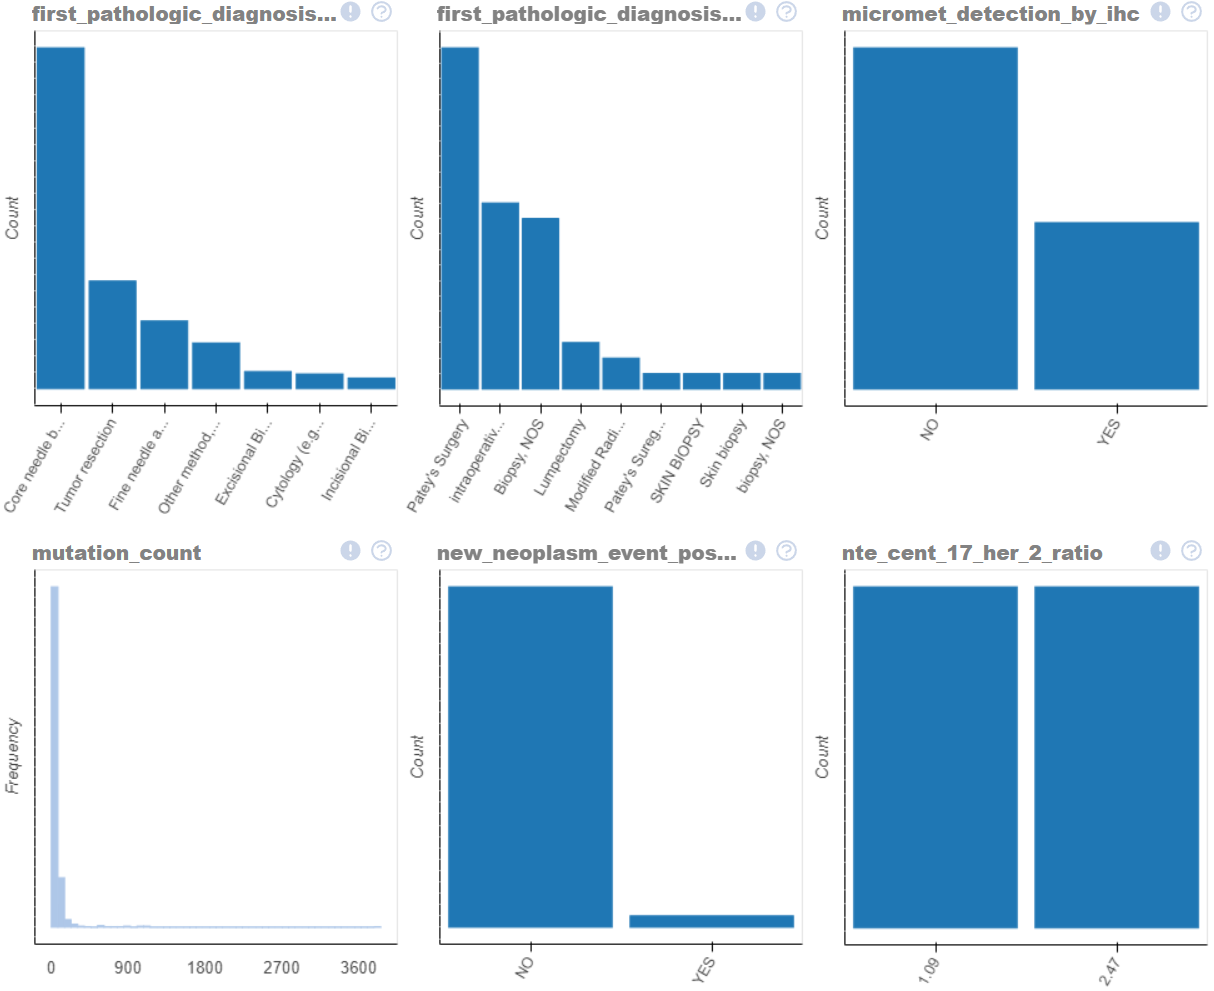 first_pathologic_diagnosis...
first_pathologic_diagnosis...
micromet_detection_by_ihc
Count
Count
Count
Core needle b...
Tumor resection
Fine needle a...
Other method,...
Excisional Bi...
Cytology (e.g...
Incisional Bi...
Patey's Surgery
intraoperativ...
Biopsy, NOS
Lumpectomy
Modified Radi...
Patey's Sureg...
SKIN BIOPSY
Skin biopsy
biopsy, NOS
NO
YES
mutation_count
new_neoplasm_event_pos...
nte_cent_17_her_2_ratio
Frequency
Count
Count
0 900 1800 2700 3600
NO
YES
1.09
2.47